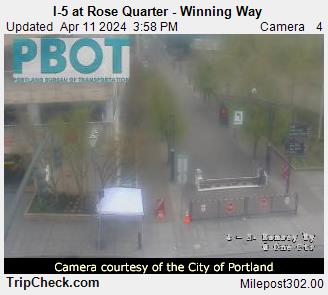 I-5 at Rose Quarter - Winning Way
Updated Apr 11 2024 3:58 PM Camera 4
PBOT
PORTLAND BUREAU OF TRANSPORTATION
Camera courtesy of the City of Portland
TripCheck.com Milepost302.00